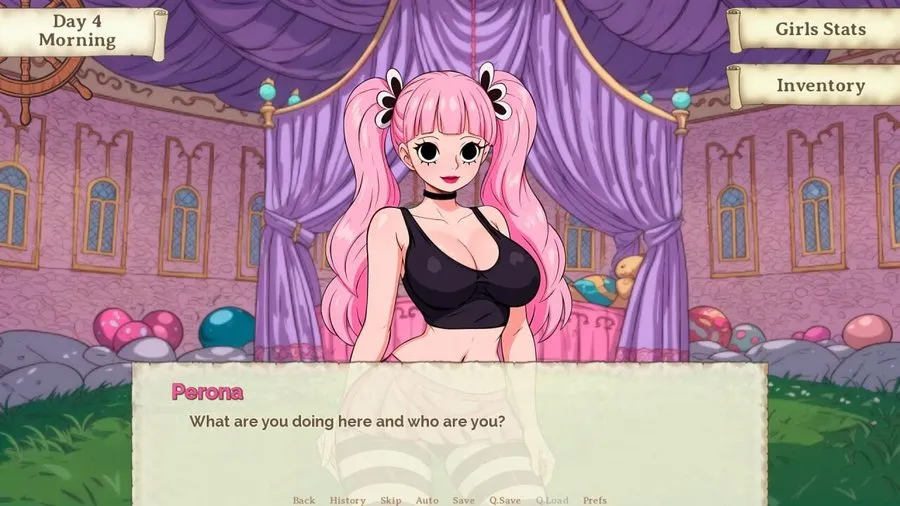 Day 4
Morning
Girls Stats
Inventory
Perona
What are you doing here and who are you?
Back History Skip Auto Save Q.Save Q.Load Prefs